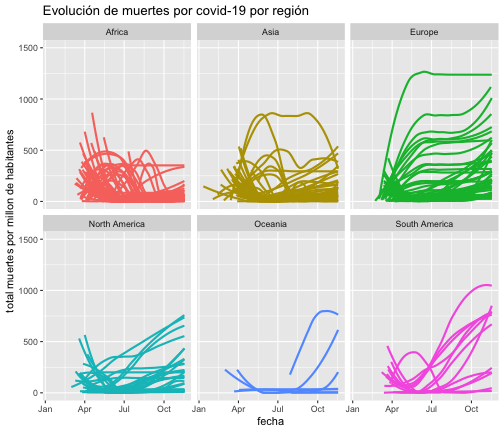 Evolución de muertes por covid-19 por región
Africa
Asia
Europe
1500
1000
500
0
North America
Oceania
South America
1500
1000
500
0
Jan
Apr
Jul
Oct
Jan
Apr
Jul
Oct
Jan
Apr
Jul
Oct
fecha
total muertes por millon de habitantes